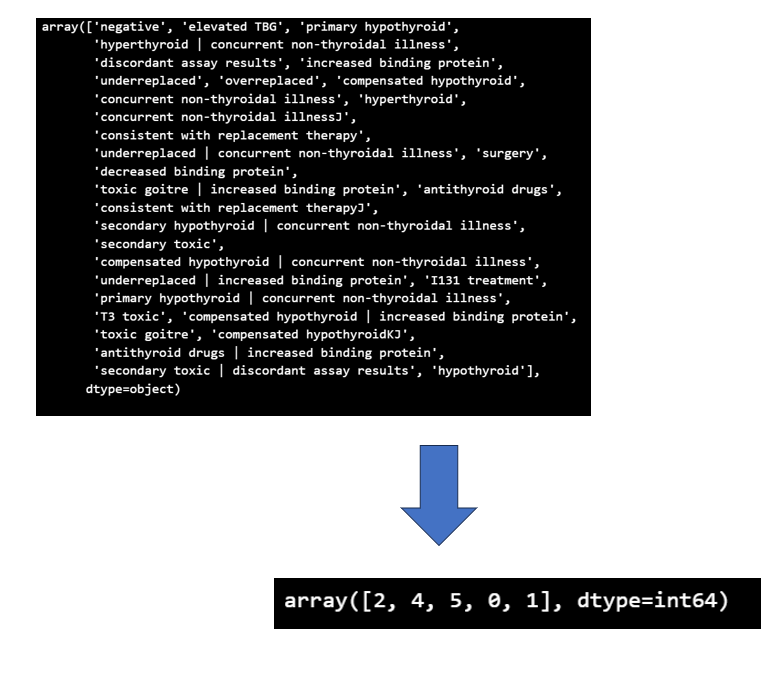 array(['negative', 'elevated TBG', 'primary hypothyroid',
'hyperthyroid | concurrent non-thyroidal illness',
'discordant assay results', 'increased binding protein',
'underreplaced', 'overreplaced', 'compensated hypothyroid',
'concurrent non-thyroidal illness', 'hyperthyroid',
'concurrent non-thyroidal illnessJ',
'consistent with replacement therapy',
'underreplaced | concurrent non-thyroidal illness', 'surgery',
'decreased binding protein',
'toxic goitre | increased binding protein', 'antithyroid drugs',
'consistent with replacement therapyJ',
'secondary hypothyroid | concurrent non-thyroidal illness',
'secondary toxic',
'compensated hypothyroid | concurrent non-thyroidal illness',
'underreplaced | increased binding protein', 'I131 treatment',
'primary hypothyroid | concurrent non-thyroidal illness',
'T3 toxic', 'compensated hypothyroid | increased binding protein',
'toxic goitre', 'compensated hypothyroidKJ',
'antithyroid drugs | increased binding protein',
'secondary toxic | discordant assay results', 'hypothyroid'],
dtype=object)
array([2, 4, 5, 0, 1], dtype=int64)